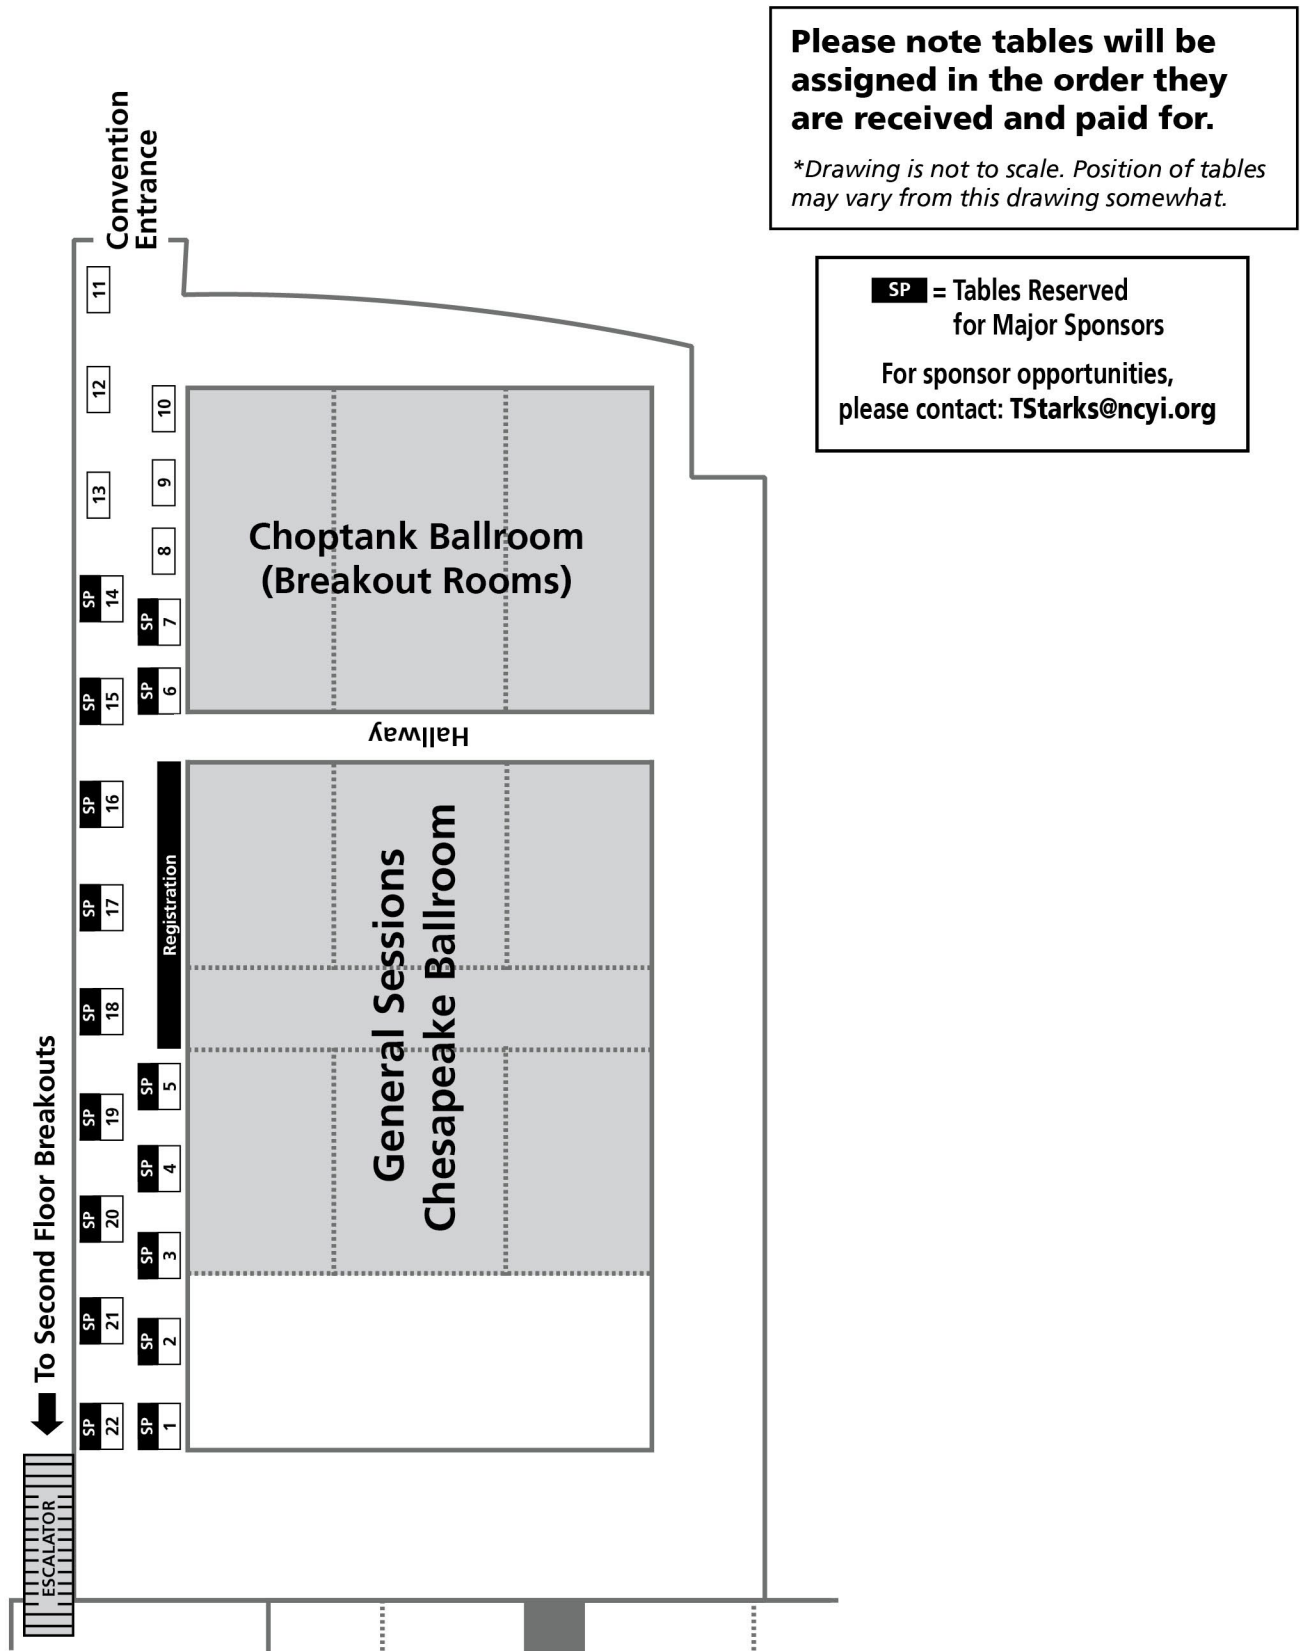 Please note tables will be
assigned in the order they
are received and paid for.
*Drawing is not to scale. Position of tables
may vary from this drawing somewhat.
SP = Tables Reserved
for Major Sponsors
For sponsor opportunities,
please contact: TStarks@ncyi.org
Convention
Entrance
11
12
10
13
9
8
Choptank Ballroom
(Breakout Rooms)
SP 14
SP 7
SP 15
SP 6
Hallway
SP 16
SP 17
Registration
SP 18
General Sessions
Chesapeake Ballroom
SP 5
SP 19
SP 4
SP 20
SP 3
SP 21
SP 2
SP 22
SP 1
To Second Floor Breakouts
ESCALATOR